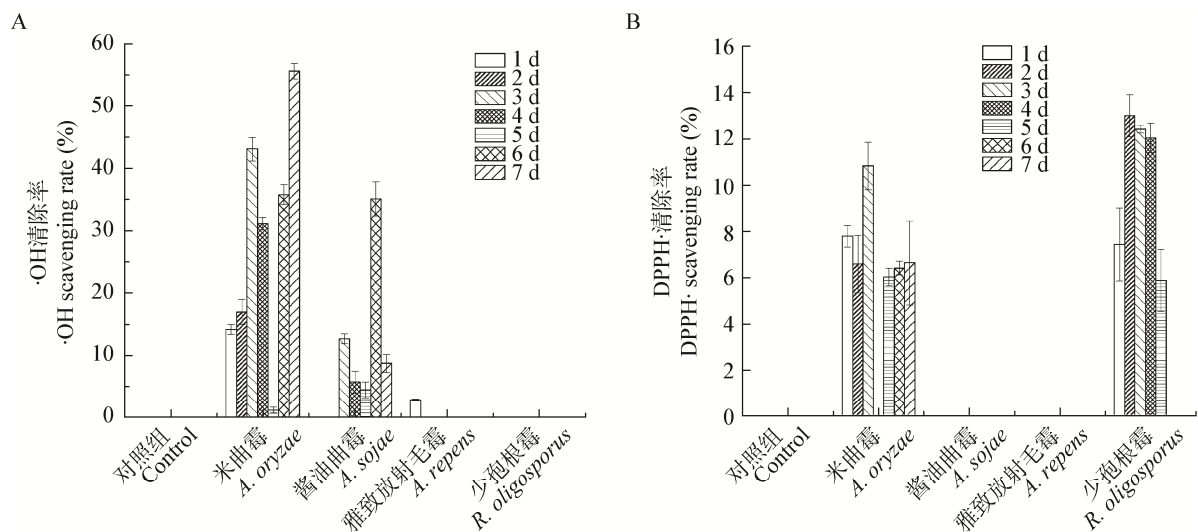 A
·OH清除率
·OH scavenging rate (%)
60
50
40
30
20
10
0
1 d
2 d
3 d
4 d
5 d
6 d
7 d
对照组
Control
米曲霉
A. oryzae
酱油曲霉
A. sojae
雅致放射毛霉
A. repens
少孢根霉
R. oligosporus
B
DPPH·清除率
DPPH· scavenging rate (%)
16
14
12
10
8
6
4
2
0
1 d
2 d
3 d
4 d
5 d
6 d
7 d
对照组
Control
米曲霉
A. oryzae
酱油曲霉
A. sojae
雅致放射毛霉
A. repens
少孢根霉
R. oligosporus